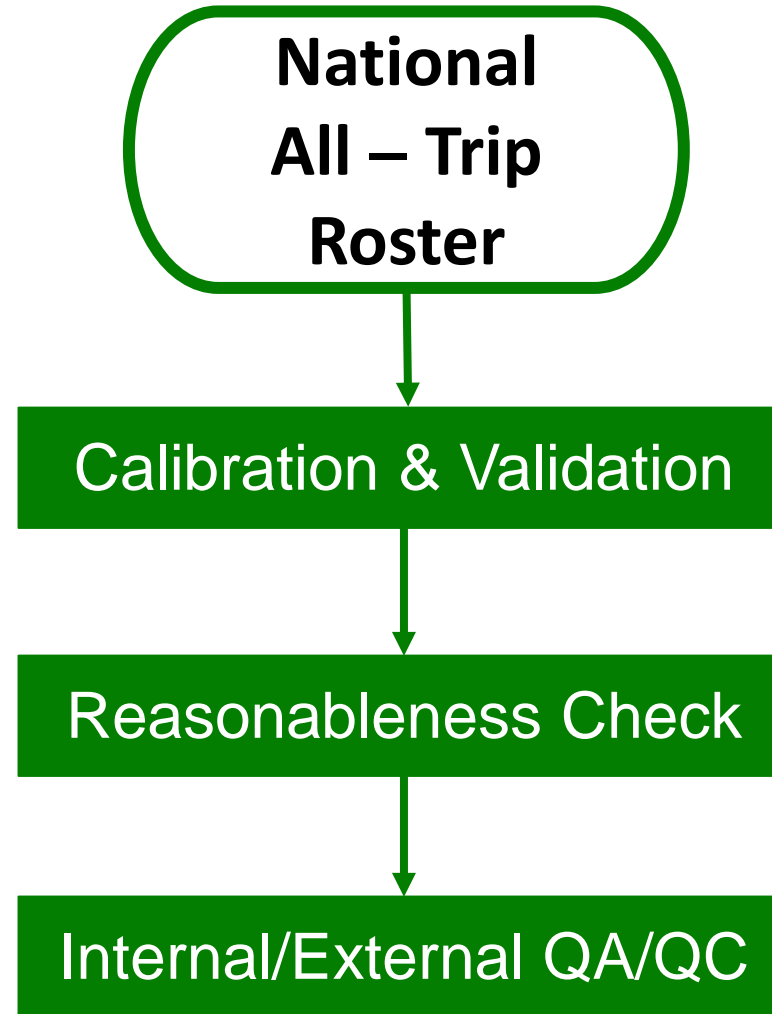 National
All – Trip
Roster
Calibration & Validation
Reasonableness Check
Internal/External QA/QC